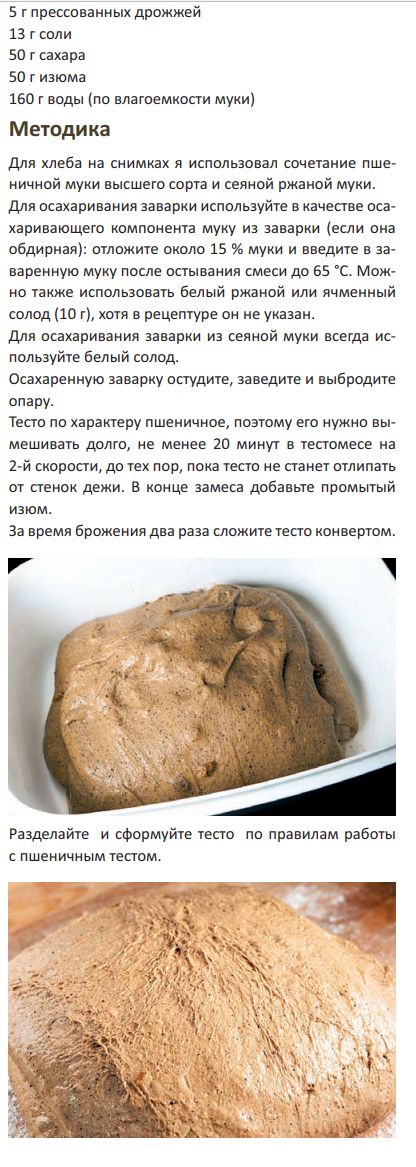 5 г прессованных дрожжей
13 г соли
50 г сахара
50 г изюма
160 г воды (по влагоемкости муки)
Методика
Для хлеба на снимках я использовал сочетание пше-
ничной муки высшего сорта и сеяной ржаной муки.
Для осахаривания заварки используйте в качестве оса-
харивающего компонента муку из заварки (если она
обдирная): отложите около 15 % муки и введите в за-
варенную муку после остывания смеси до 65 °С. Мож-
но также использовать белый ржаной или ячменный
солод (10 г), хотя в рецептуре он не указан.
Для осахаривания заварки из сеяной муки всегда ис-
пользуйте белый солод.
Осахаренную заварку остудите, заведите и выбродите
опару.
Тесто по характеру пшеничное, поэтому его нужно вы-
мешивать долго, не менее 20 минут в тестомесе на
2-й скорости, до тех пор, пока тесто не станет отлипать
от стенок дежи. В конце замеса добавьте промытый
изюм.
За время брожения два раза сложите тесто конвертом.
Разделайте и сформуйте тесто по правилам работы
с пшеничным тестом.